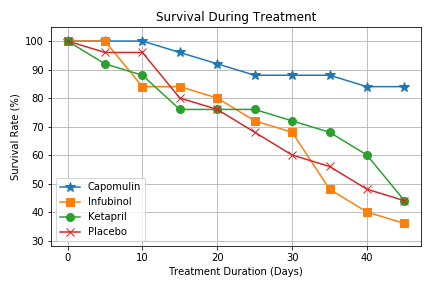 Survival During Treatment
Survival Rate (%)
100
90
80
70
60
50
40
30
Capomulin
Infubinol
Ketapril
Placebo
0
10
20
30
40
Treatment Duration (Days)